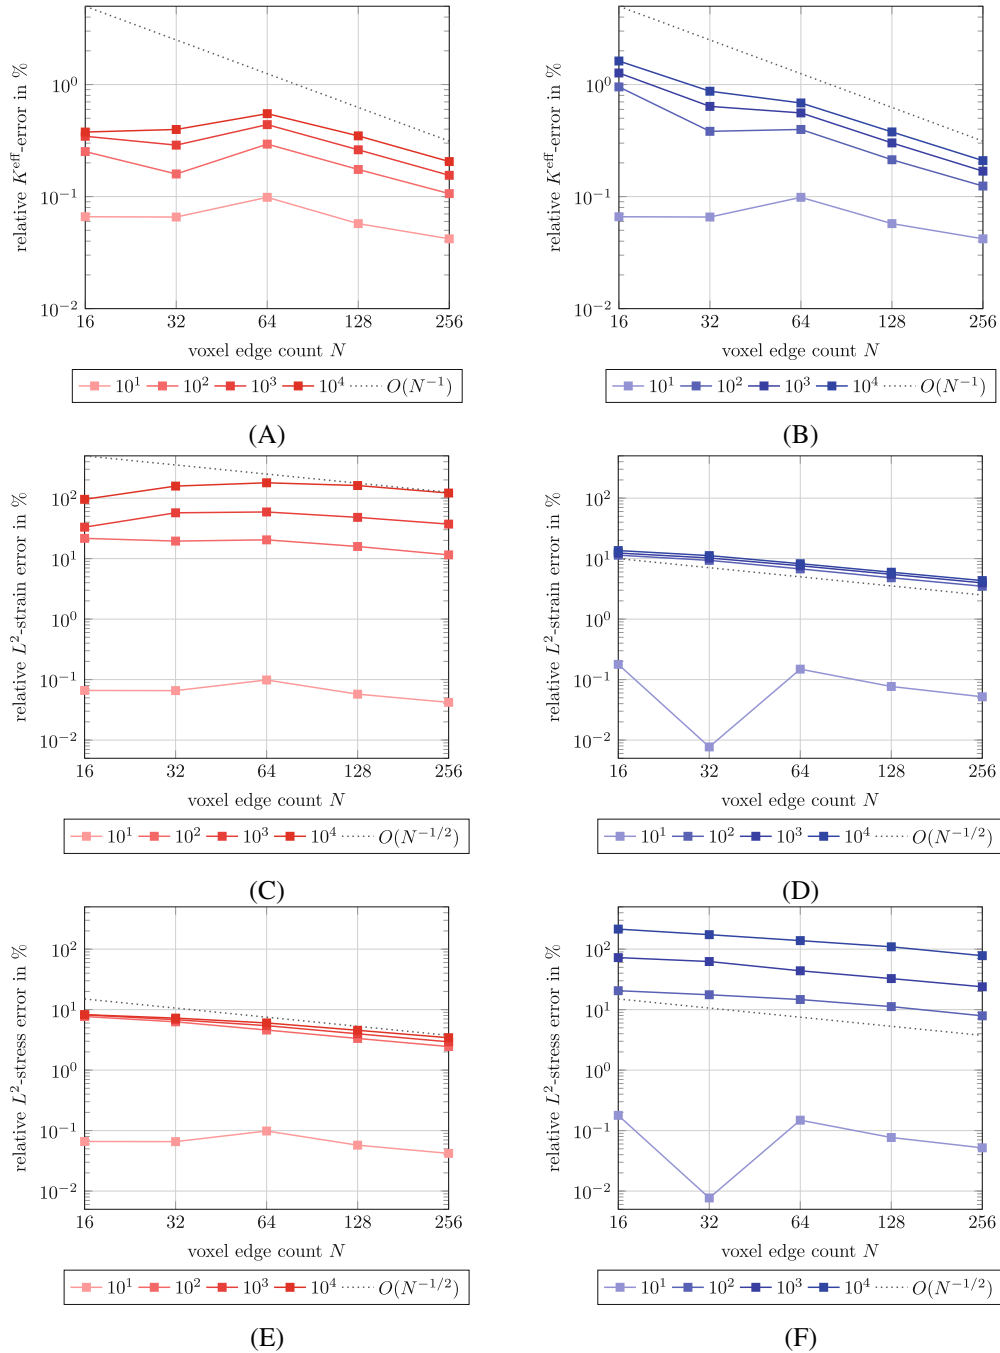 relative K^eff-error in %
10^0
10^−1
10^−2
16 32 64 128 256
voxel edge count N
10^1 10^2 10^3 10^4 O(N^−1)
(A)
relative K^eff-error in %
10^0
10^−1
10^−2
16 32 64 128 256
voxel edge count N
10^1 10^2 10^3 10^4 O(N^−1)
(B)
relative L^2-strain error in %
10^2
10^1
10^0
10^−1
10^−2
16 32 64 128 256
voxel edge count N
10^1 10^2 10^3 10^4 O(N^−1/2)
(C)
relative L^2-strain error in %
10^2
10^1
10^0
10^−1
10^−2
16 32 64 128 256
voxel edge count N
10^1 10^2 10^3 10^4 O(N^−1/2)
(D)
relative L^2-stress error in %
10^2
10^1
10^0
10^−1
10^−2
16 32 64 128 256
voxel edge count N
10^1 10^2 10^3 10^4 O(N^−1/2)
(E)
relative L^2-stress error in %
10^2
10^1
10^0
10^−1
10^−2
16 32 64 128 256
voxel edge count N
10^1 10^2 10^3 10^4 O(N^−1/2)
(F)